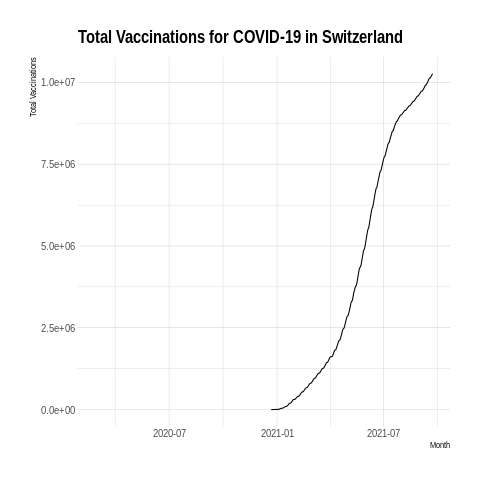 Total Vaccinations for COVID-19 in Switzerland
Total Vaccinations
1.0e+07
7.5e+06
5.0e+06
2.5e+06
0.0e+00
2020-07 2021-01 2021-07
Month